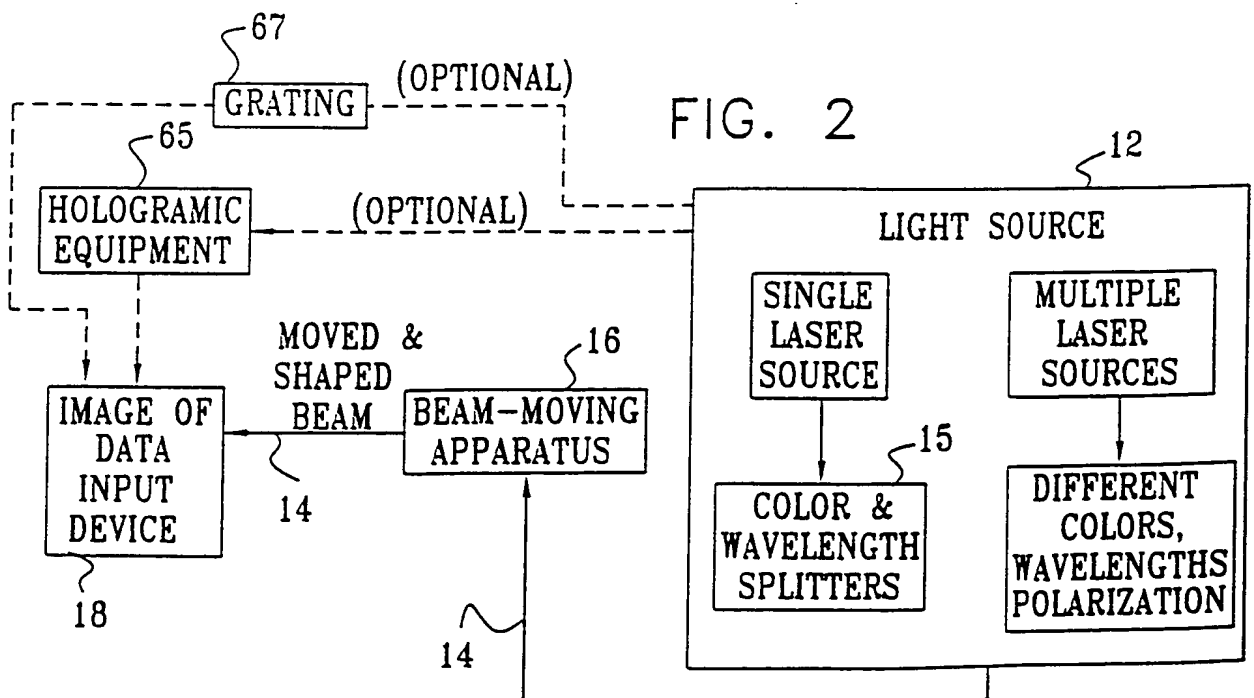 67
(OPTIONAL)
GRATING
FIG. 2
65
12
HOLOGRAMIC
EQUIPMENT
(OPTIONAL)
LIGHT SOURCE
SINGLE
LASER
SOURCE
MULTIPLE
LASER
SOURCES
MOVED &
SHAPED
BEAM
16
IMAGE OF
DATA
INPUT
DEVICE
BEAM-MOVING
APPARATUS
14
18
15
COLOR &
WAVELENGTH
SPLITTERS
DIFFERENT
COLORS,
WAVELENGTHS
POLARIZATION
14